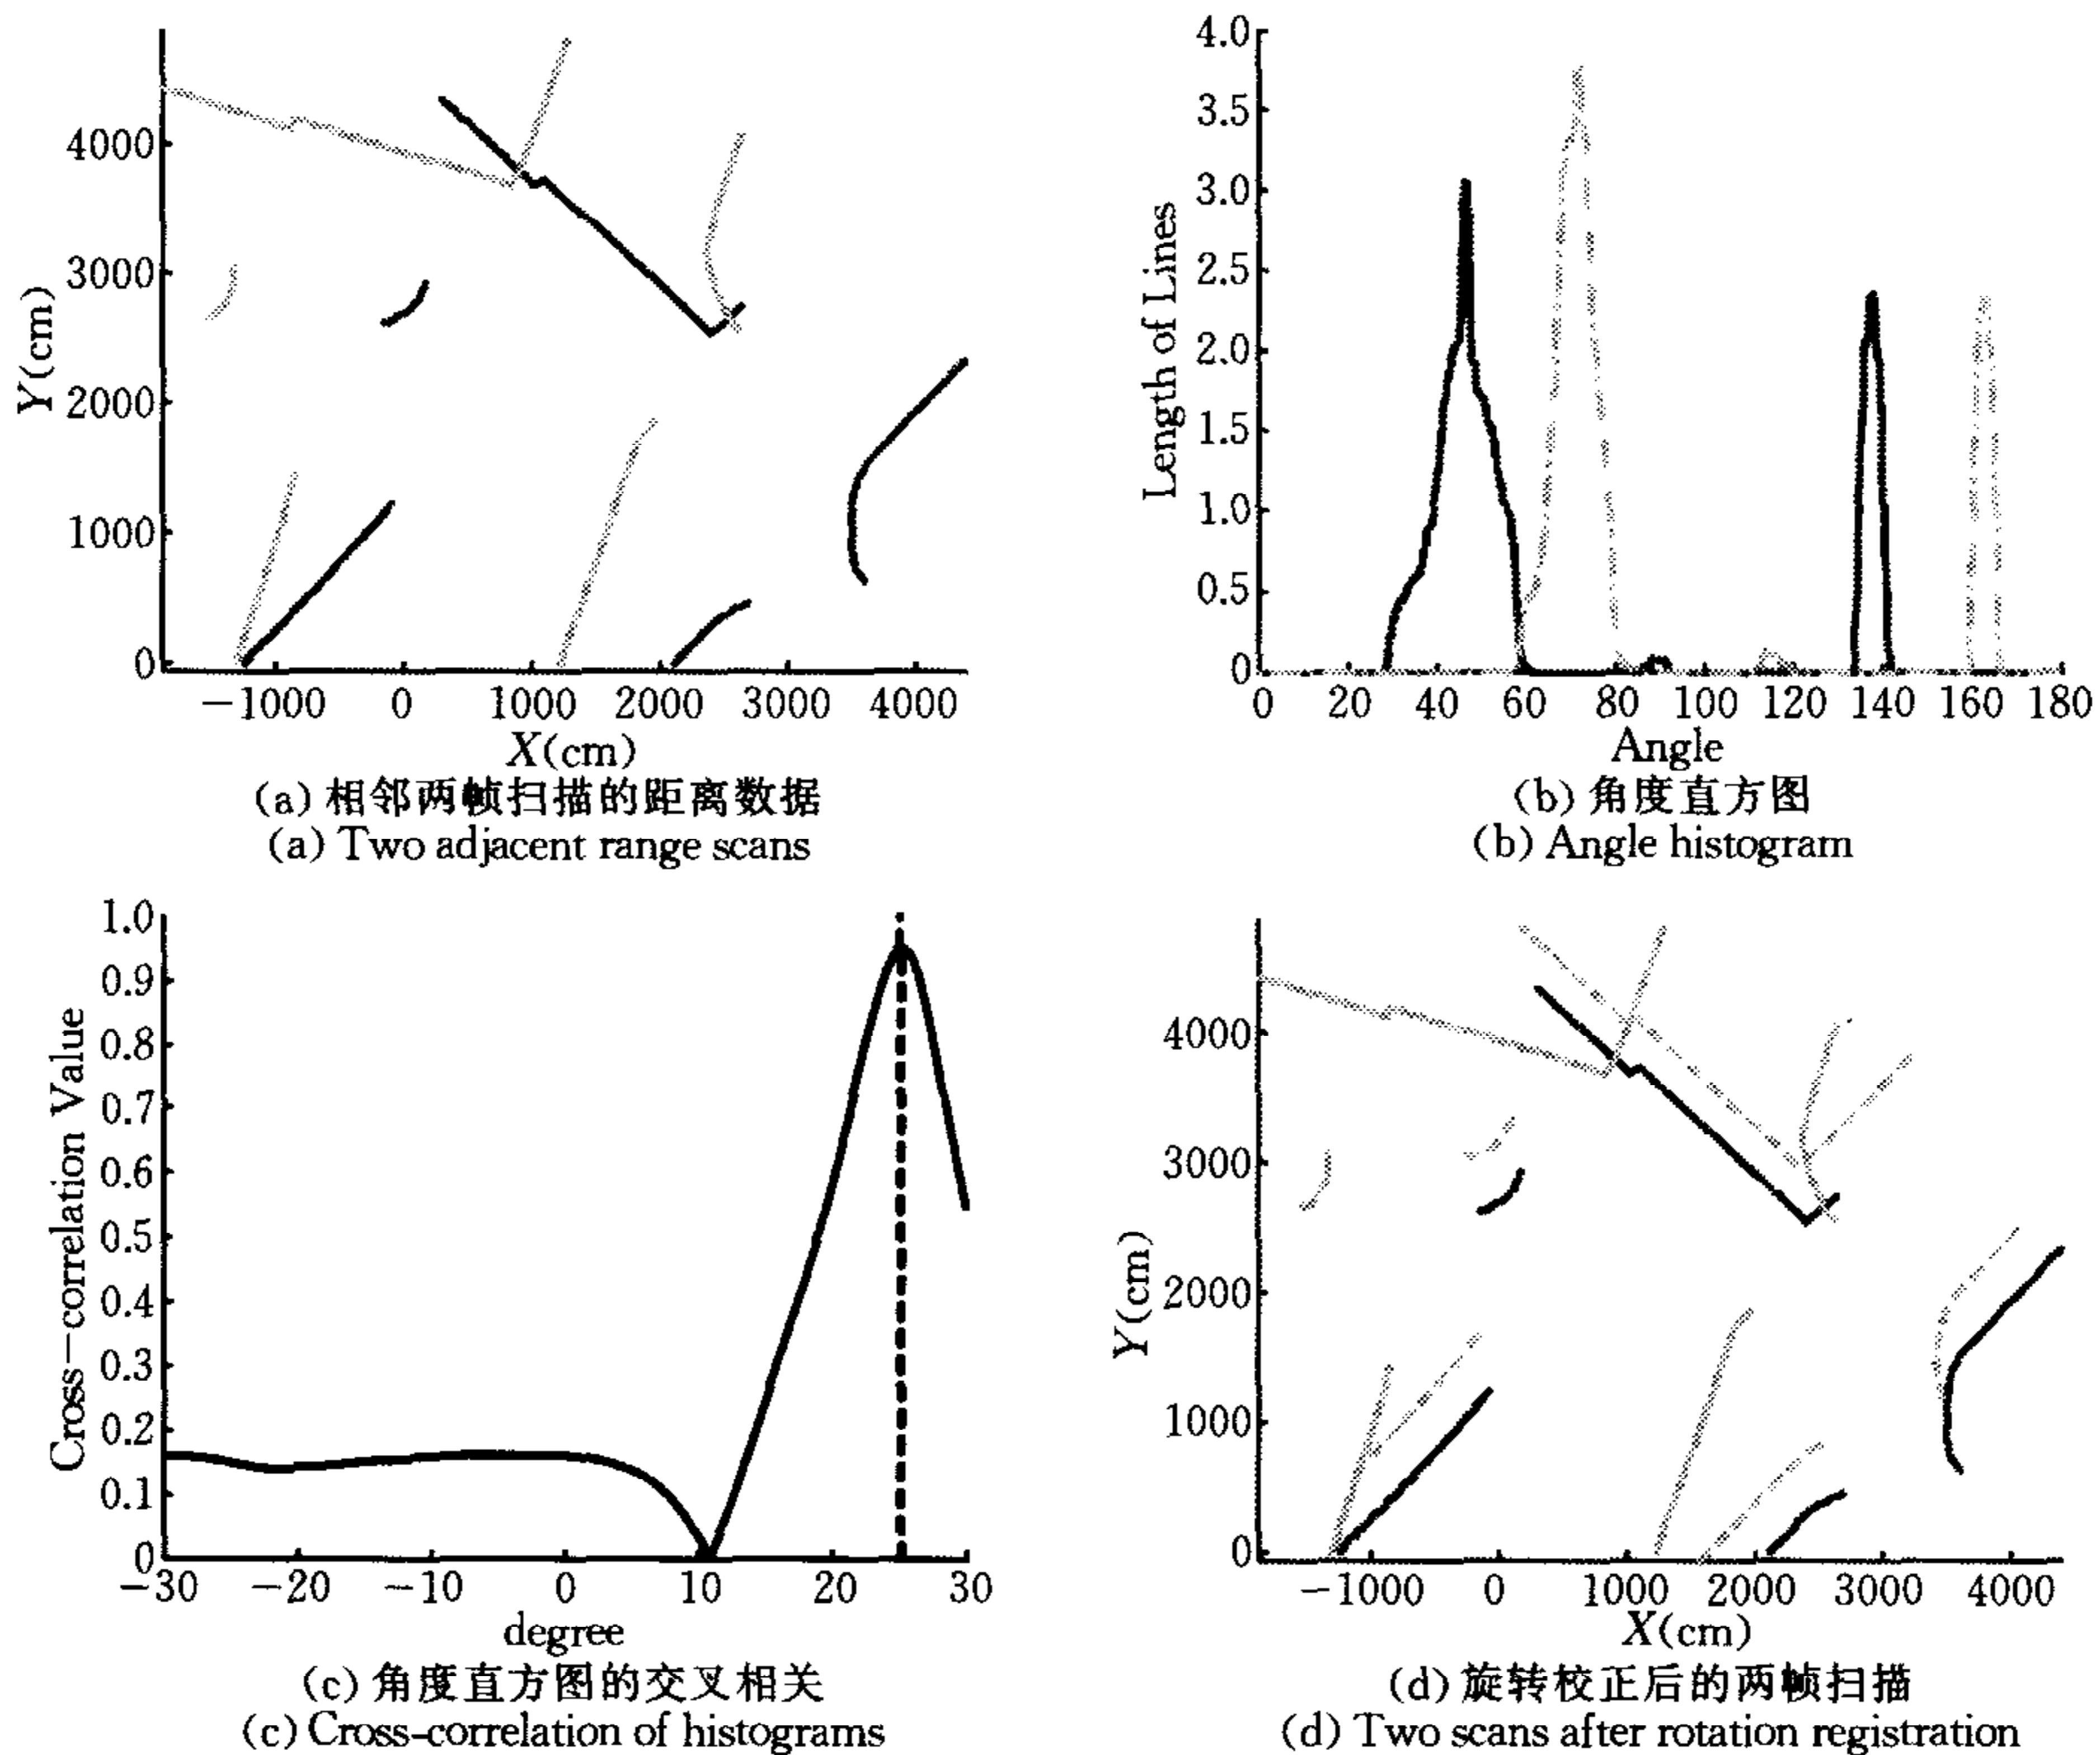 4000
3000
2000
1000
0
Y(cm)
−1000 0 1000 2000 3000 4000
X(cm)
(a) 相邻两帧扫描的距离数据
(a) Two adjacent range scans
4.0
3.5
3.0
2.5
2.0
1.5
1.0
0.5
0
Length of Lines
0 20 40 60 80 100 120 140 160 180
Angle
(b) 角度直方图
(b) Angle histogram
1.0
0.9
0.8
0.7
0.6
0.5
0.4
0.3
0.2
0.1
0
Cross−correlation Value
−30 −20 −10 0 10 20 30
degree
(c) 角度直方图的交叉相关
(c) Cross-correlation of histograms
4000
3000
2000
1000
0
Y(cm)
−1000 0 1000 2000 3000 4000
X(cm)
(d) 旋转校正后的两帧扫描
(d) Two scans after rotation registration